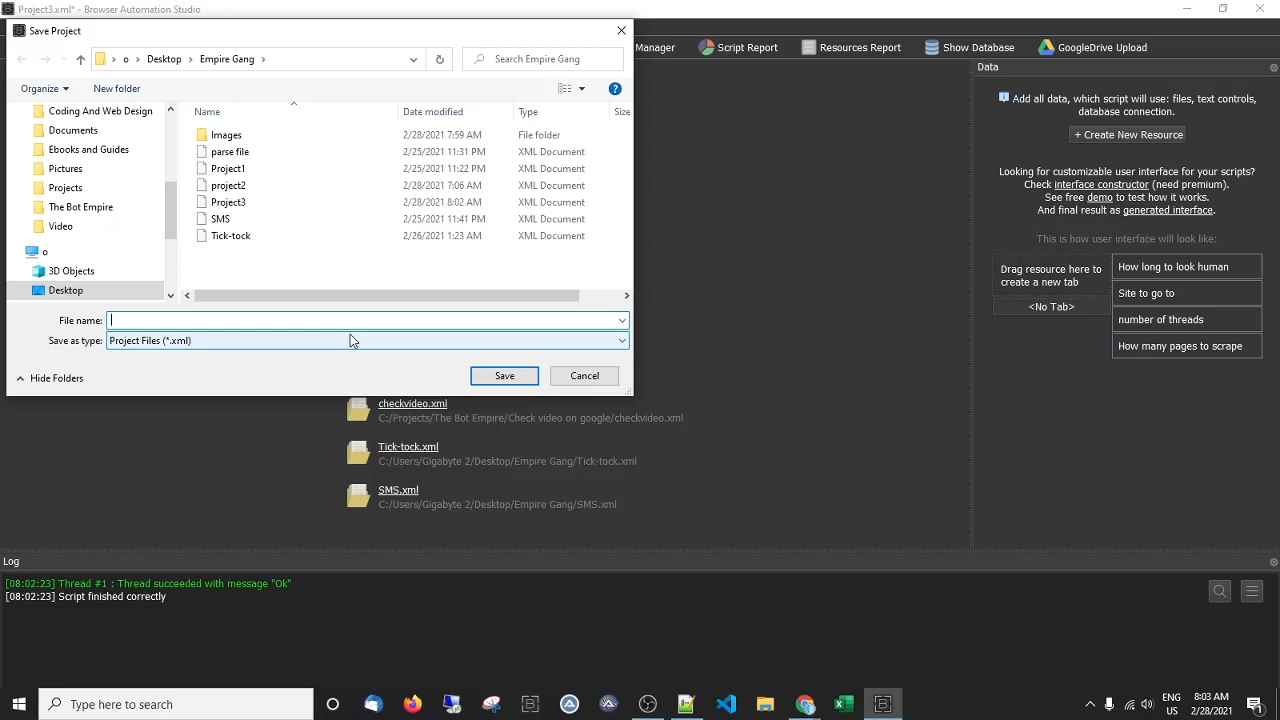 Project3.xml* - Browser Automation Studio
Save Project
o Desktop Empire Gang
Search Empire Gang
Manager
Script Report
Resources Report
Show Database
GoogleDrive Upload
Organize
New folder
Data
Coding And Web Design
Documents
Ebooks and Guides
Pictures
Projects
The Bot Empire
Video
o
3D Objects
Desktop
Name Date modified Type Size
Images 2/28/2021 7:59 AM File folder
parse file 2/25/2021 11:31 PM XML Document
Project1 2/25/2021 11:22 PM XML Document
project2 2/28/2021 7:06 AM XML Document
Project3 2/28/2021 8:02 AM XML Document
SMS 2/25/2021 11:41 PM XML Document
Tick-tock 2/26/2021 1:23 AM XML Document
File name:
Save as type: Project Files (*.xml)
Hide Folders
Save
Cancel
Add all data, which script will use: files, text controls,
database connection.
+ Create New Resource
Looking for customizable user interface for your scripts?
Check interface constructor (need premium).
See free demo to test how it works.
And final result as generated interface.
This is how user interface will look like:
Drag resource here to
create a new tab
<No Tab>
How long to look human
Site to go to
number of threads
How many pages to scrape
checkvideo.xml
C:/Projects/The Bot Empire/Check video on google/checkvideo.xml
Tick-tock.xml
C:/Users/Gigabyte 2/Desktop/Empire Gang/Tick-tock.xml
SMS.xml
C:/Users/Gigabyte 2/Desktop/Empire Gang/SMS.xml
Log
[08:02:23] Thread #1 : Thread succeeded with message "Ok"
[08:02:23] Script finished correctly
Type here to search
ENG
US
8:03 AM
2/28/2021
1